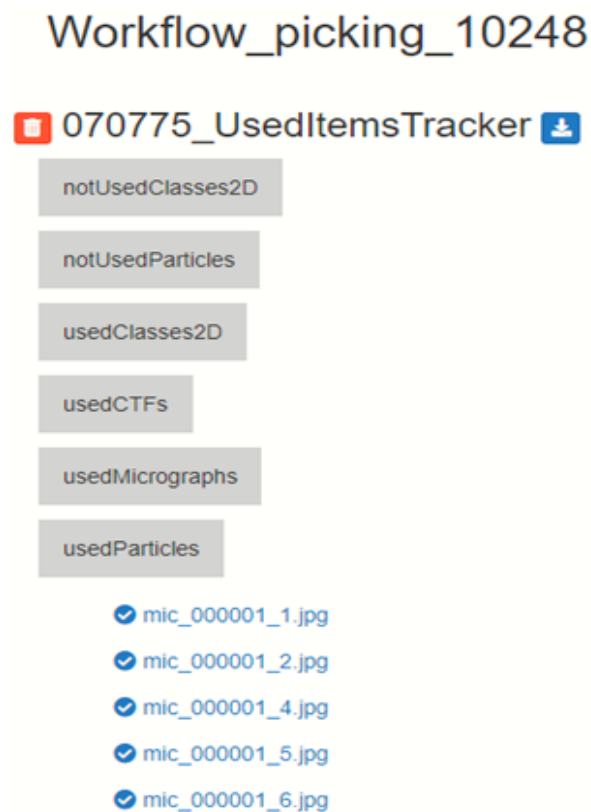 Workflow_picking_10248
070775_UsedItemsTracker
notUsedClasses2D
notUsedParticles
usedClasses2D
usedCTFs
usedMicrographs
usedParticles
mic_000001_1.jpg
mic_000001_2.jpg
mic_000001_4.jpg
mic_000001_5.jpg
mic_000001_6.jpg